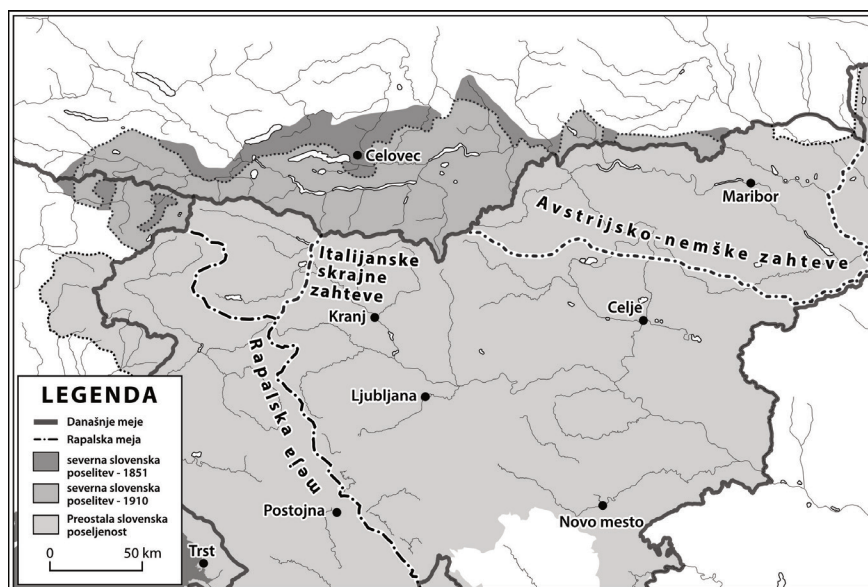 Celovec
Maribor
Avstrijsko-nemške zahteve
Italijanske
skrajne
zahteve
Kranj
Celje
Rapalska meja
Ljubljana
Postojna
Novo mesto
Trst
LEGENDA
Današnje meje
Rapalska meja
severna slovenska
poselitev - 1851
severna slovenska
poselitev - 1910
Preostala slovenska
poseljenost
0 50 km